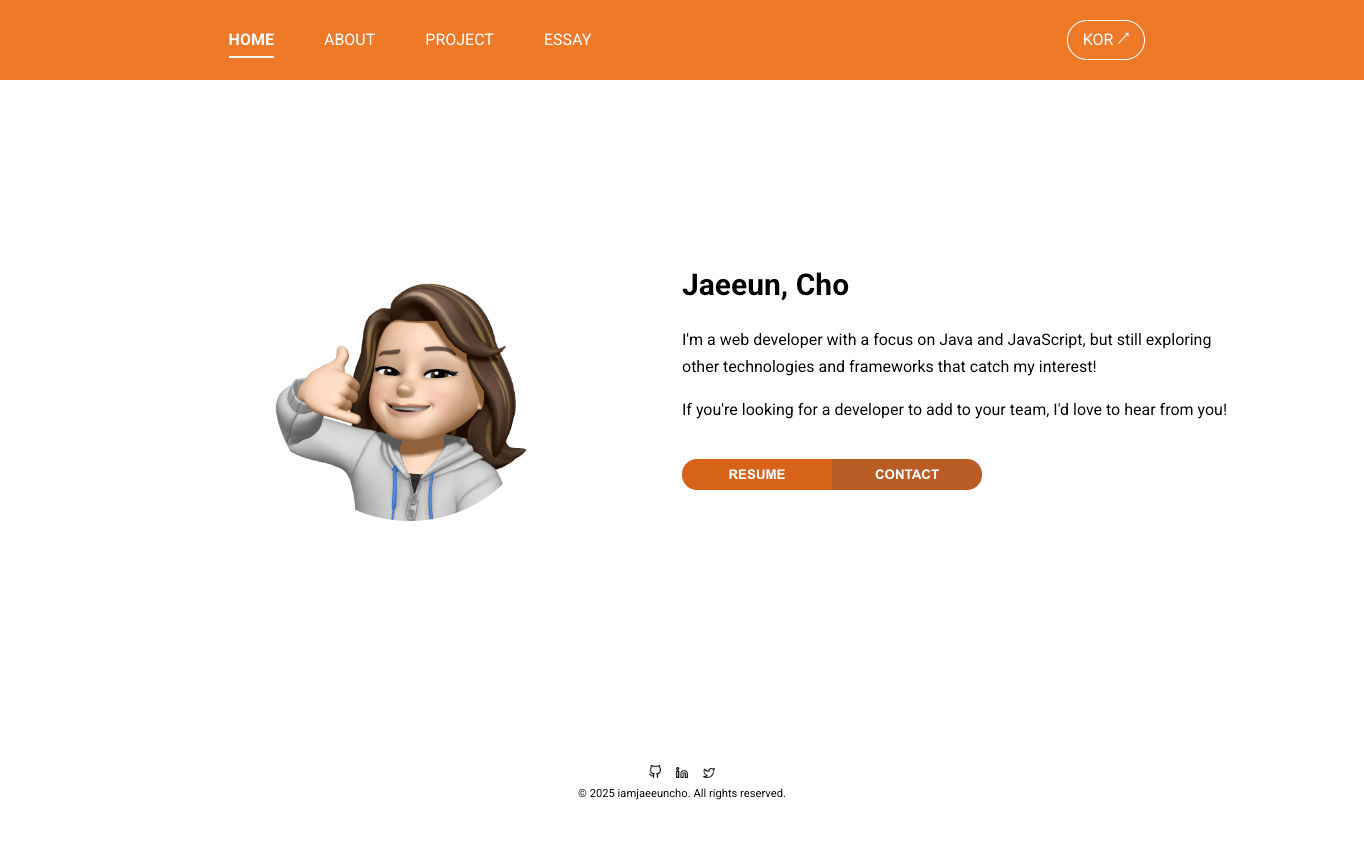 HOME ABOUT PROJECT ESSAY KOR ↗
Jaeeun, Cho
I'm a web developer with a focus on Java and JavaScript, but still exploring
other technologies and frameworks that catch my interest!
If you're looking for a developer to add to your team, I'd love to hear from you!
RESUME CONTACT
© 2025 iamjaeeuncho. All rights reserved.